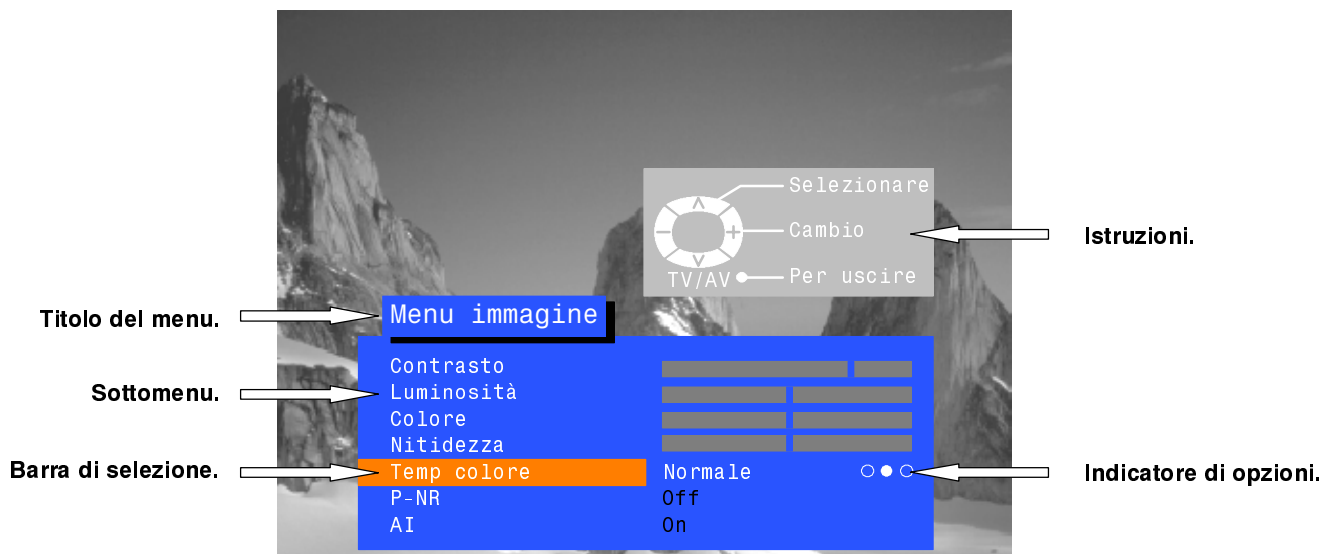 Selezionare
Cambio
TV/AV
Per uscire
Istruzioni.
Titolo del menu.
Menu immagine
Contrasto
Sottomenu.
Luminosità
Colore
Nitidezza
Barra di selezione.
Temp colore
Normale
Indicatore di opzioni.
P-NR
Off
AI
On